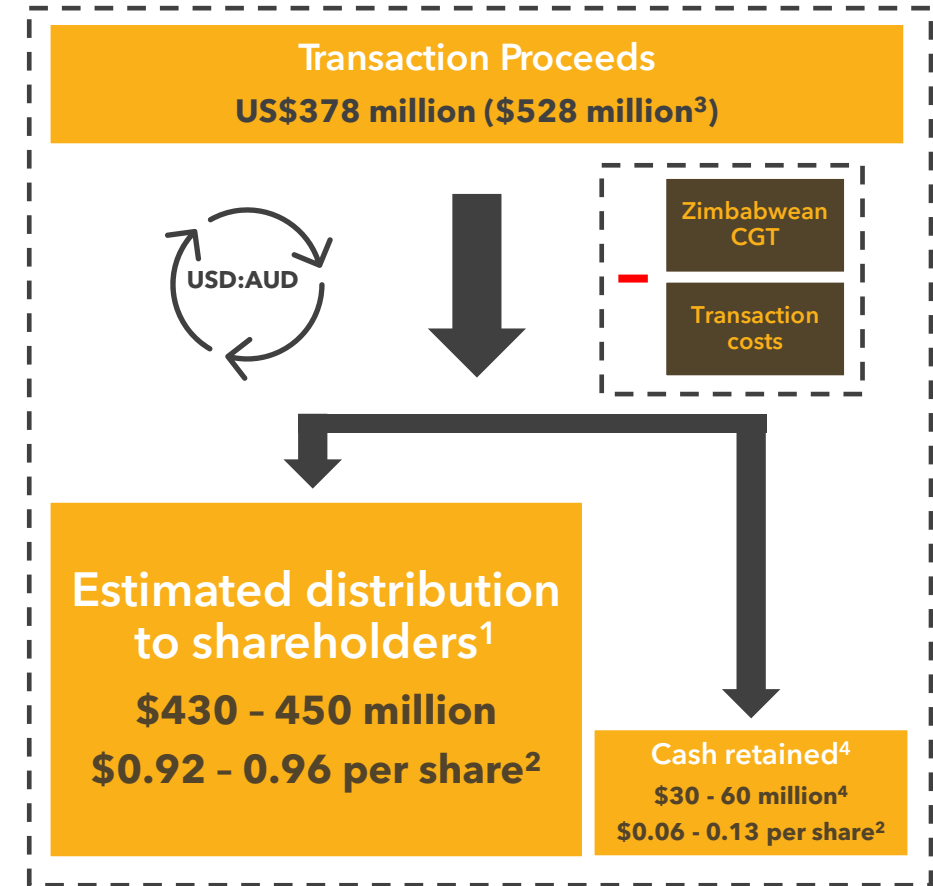 Transaction Proceeds
US$378 million ($528 million³)
USD:AUD
Zimbabwean
CGT
Transaction
costs
Estimated distribution
to shareholders¹
$430 – 450 million
$0.92 – 0.96 per share²
Cash retained⁴
$30 - 60 million⁴
$0.06 - 0.13 per share²